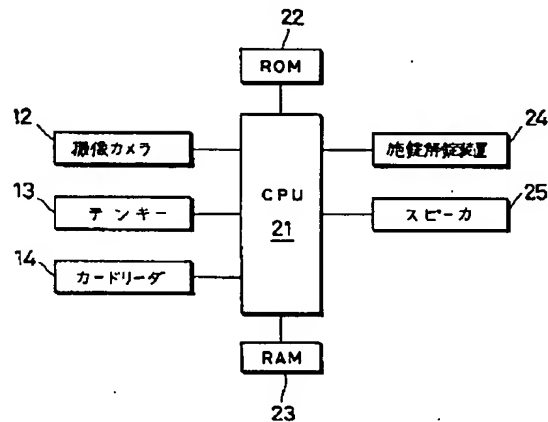 22
ROM
12
撮像カメラ
24
施錠解錠装置
13
テンキー
CPU
21
25
スピーカ
14
カードリーダ
RAM
23